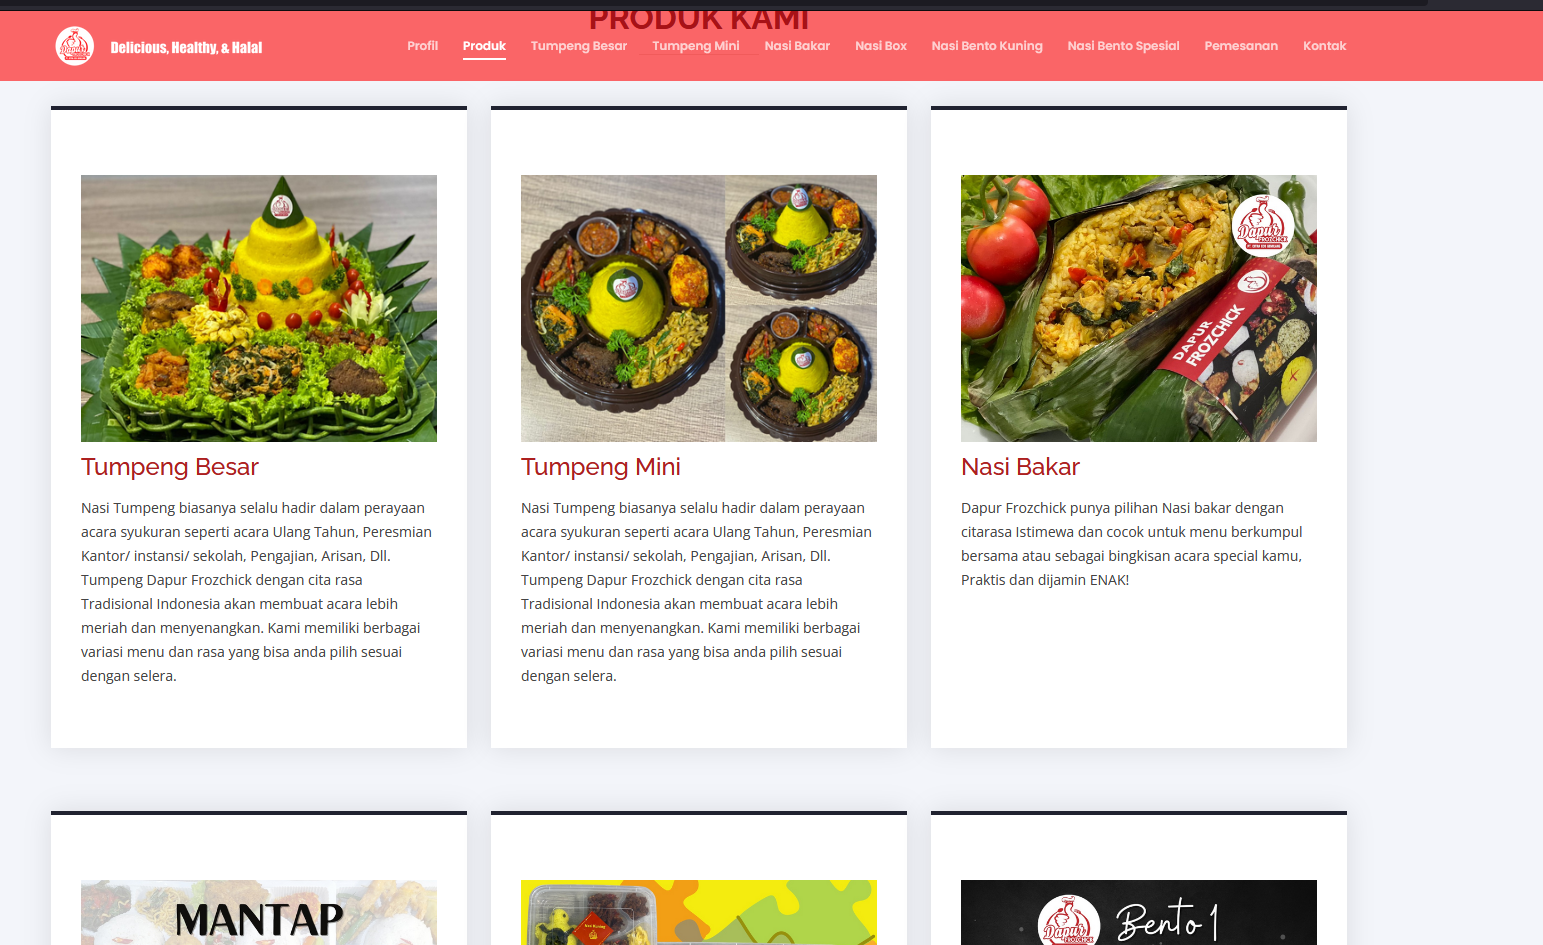 PRODUK KAMI
Delicious, Healthy, & Halal
Profil Produk Tumpeng Besar Tumpeng Mini Nasi Bakar Nasi Box Nasi Bento Kuning Nasi Bento Spesial Pemesanan Kontak
Dapur
FROZCHICK
DAPUR
FROZCHICK
Tumpeng Besar
Nasi Tumpeng biasanya selalu hadir dalam perayaan
acara syukuran seperti acara Ulang Tahun, Peresmian
Kantor/ instansi/ sekolah, Pengajian, Arisan, Dll.
Tumpeng Dapur Frozchick dengan cita rasa
Tradisional Indonesia akan membuat acara lebih
meriah dan menyenangkan. Kami memiliki berbagai
variasi menu dan rasa yang bisa anda pilih sesuai
dengan selera.
Tumpeng Mini
Nasi Tumpeng biasanya selalu hadir dalam perayaan
acara syukuran seperti acara Ulang Tahun, Peresmian
Kantor/ instansi/ sekolah, Pengajian, Arisan, Dll.
Tumpeng Dapur Frozchick dengan cita rasa
Tradisional Indonesia akan membuat acara lebih
meriah dan menyenangkan. Kami memiliki berbagai
variasi menu dan rasa yang bisa anda pilih sesuai
dengan selera.
Nasi Bakar
Dapur Frozchick punya pilihan Nasi bakar dengan
citarasa Istimewa dan cocok untuk menu berkumpul
bersama atau sebagai bingkisan acara special kamu,
Praktis dan dijamin ENAK!
MANTAP
Dapur
FROZCHICK
Bento 1